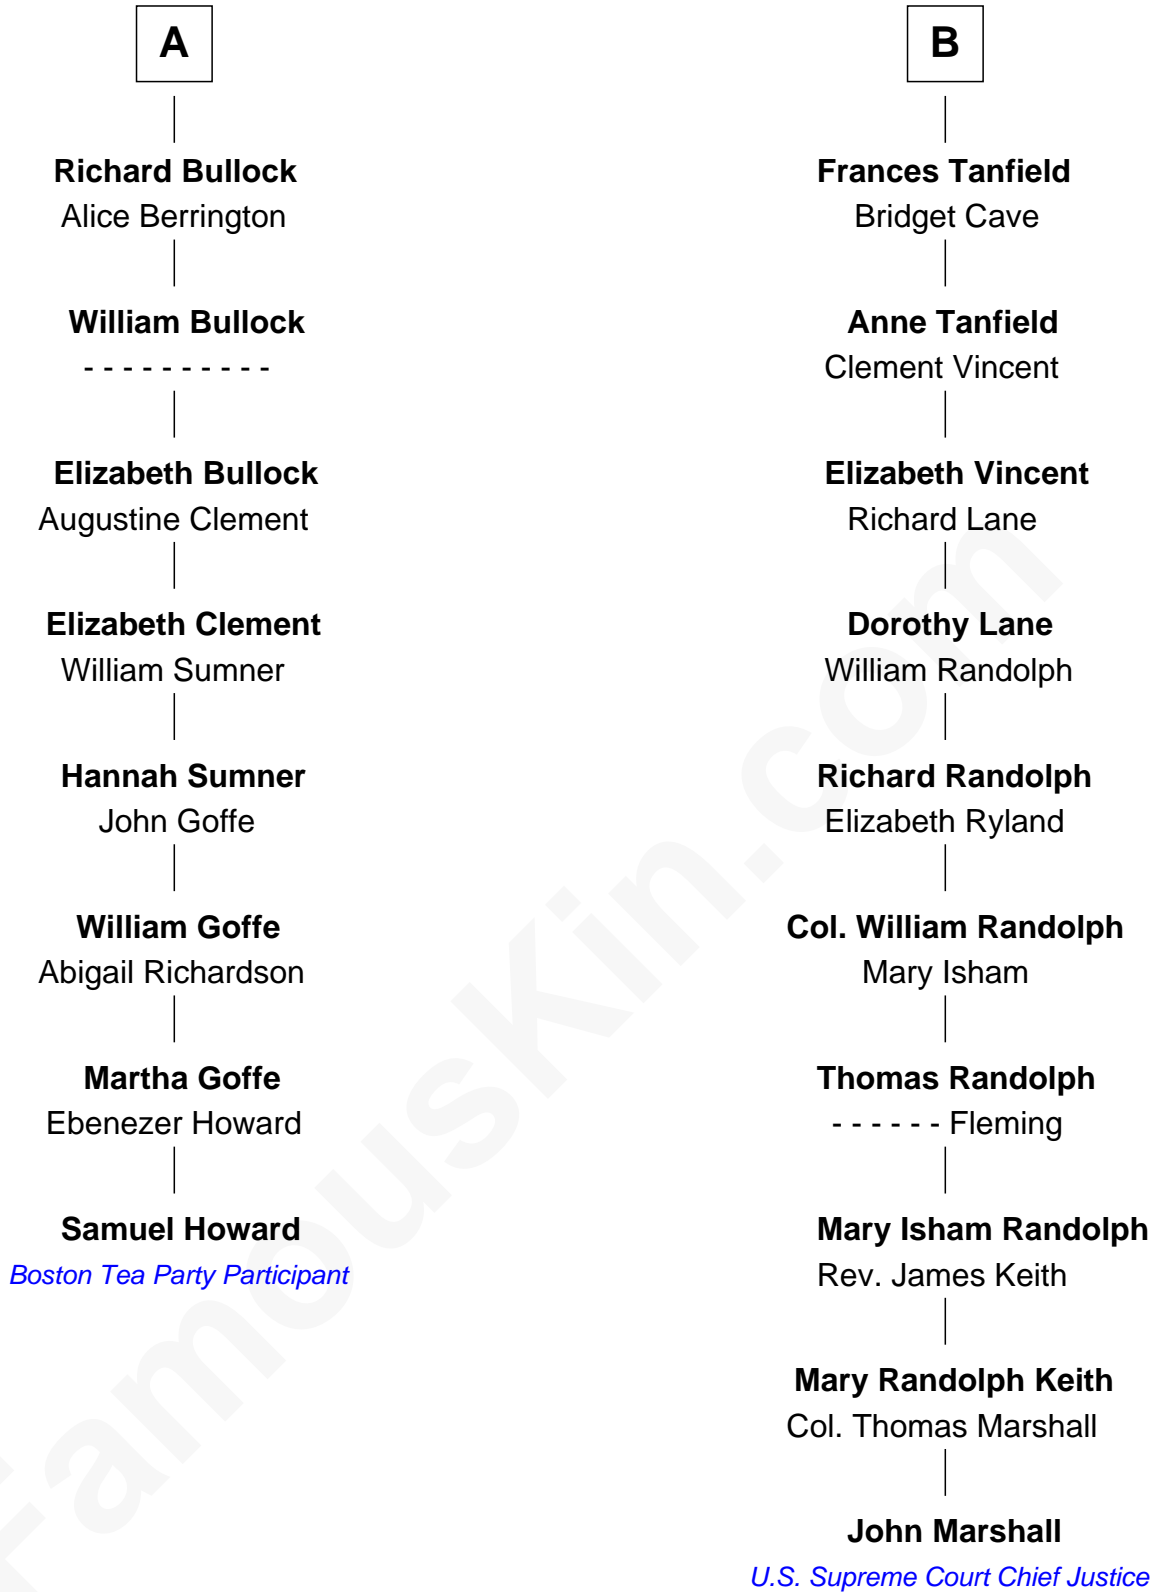 A
Richard Bullock
Alice Berrington
William Bullock
- - - - - - - - - -
Elizabeth Bullock
Augustine Clement
Elizabeth Clement
William Sumner
Hannah Sumner
John Goffe
William Goffe
Abigail Richardson
Martha Goffe
Ebenezer Howard
Samuel Howard
Boston Tea Party Participant
B
Frances Tanfield
Bridget Cave
Anne Tanfield
Clement Vincent
Elizabeth Vincent
Richard Lane
Dorothy Lane
William Randolph
Richard Randolph
Elizabeth Ryland
Col. William Randolph
Mary Isham
Thomas Randolph
- - - - - - Fleming
Mary Isham Randolph
Rev. James Keith
Mary Randolph Keith
Col. Thomas Marshall
John Marshall
U.S. Supreme Court Chief Justice
FamousKin.com